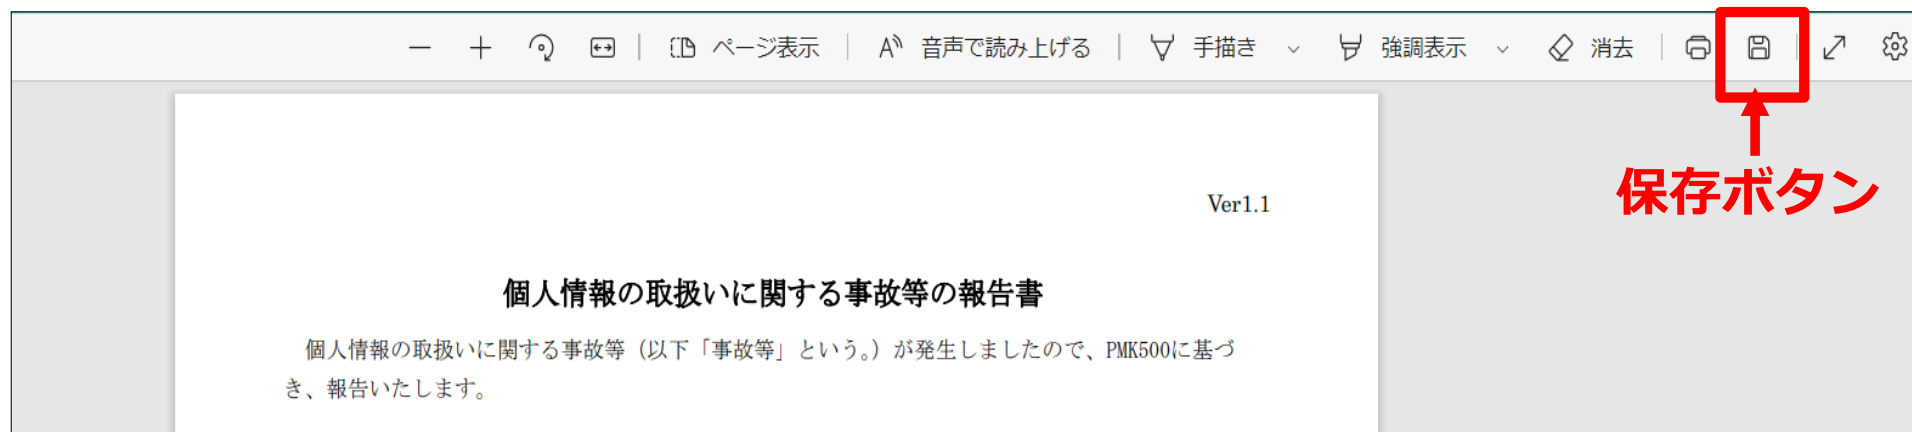 ページ表示 A 音声で読み上げる 手描き 強調表示 消去
保存ボタン
Ver1.1
個人情報の取扱いに関する事故等の報告書
個人情報の取扱いに関する事故等（以下「事故等」という。）が発生しましたので、PMK500に基づ
き、報告いたします。